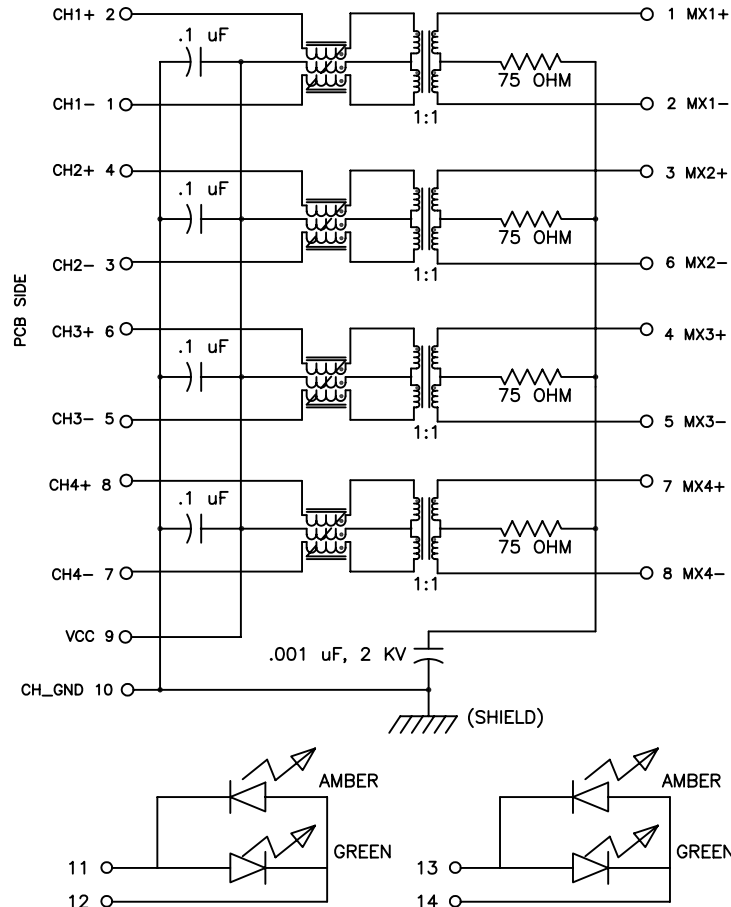 CH1+ 2
1 MX1+
.1 uF
75 OHM
CH1- 1
2 MX1-
1:1
CH2+ 4
3 MX2+
.1 uF
75 OHM
CH2- 3
6 MX2-
1:1
PCB SIDE
CH3+ 6
4 MX3+
.1 uF
75 OHM
CH3- 5
5 MX3-
1:1
CH4+ 8
7 MX4+
.1 uF
75 OHM
CH4- 7
8 MX4-
1:1
VCC 9
.001 uF, 2 KV
CH_GND 10
(SHIELD)
AMBER
AMBER
GREEN
GREEN
11
13
12
14